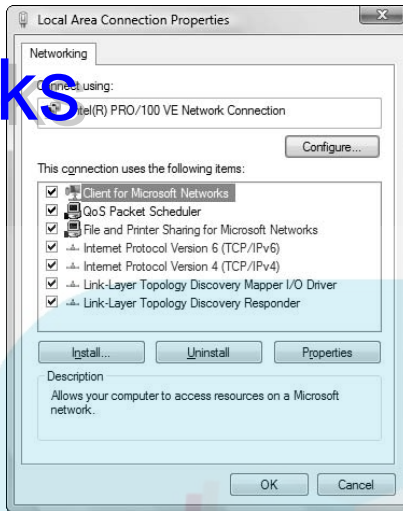 Local Area Connection Properties
Networking
Connect using:
Intel(R) PRO/100 VE Network Connection
Configure...
This connection uses the following items:
Client for Microsoft Networks
QoS Packet Scheduler
File and Printer Sharing for Microsoft Networks
Internet Protocol Version 6 (TCP/IPv6)
Internet Protocol Version 4 (TCP/IPv4)
Link-Layer Topology Discovery Mapper I/O Driver
Link-Layer Topology Discovery Responder
Install... Uninstall Properties
Description
Allows your computer to access resources on a Microsoft
network.
OK Cancel
ks